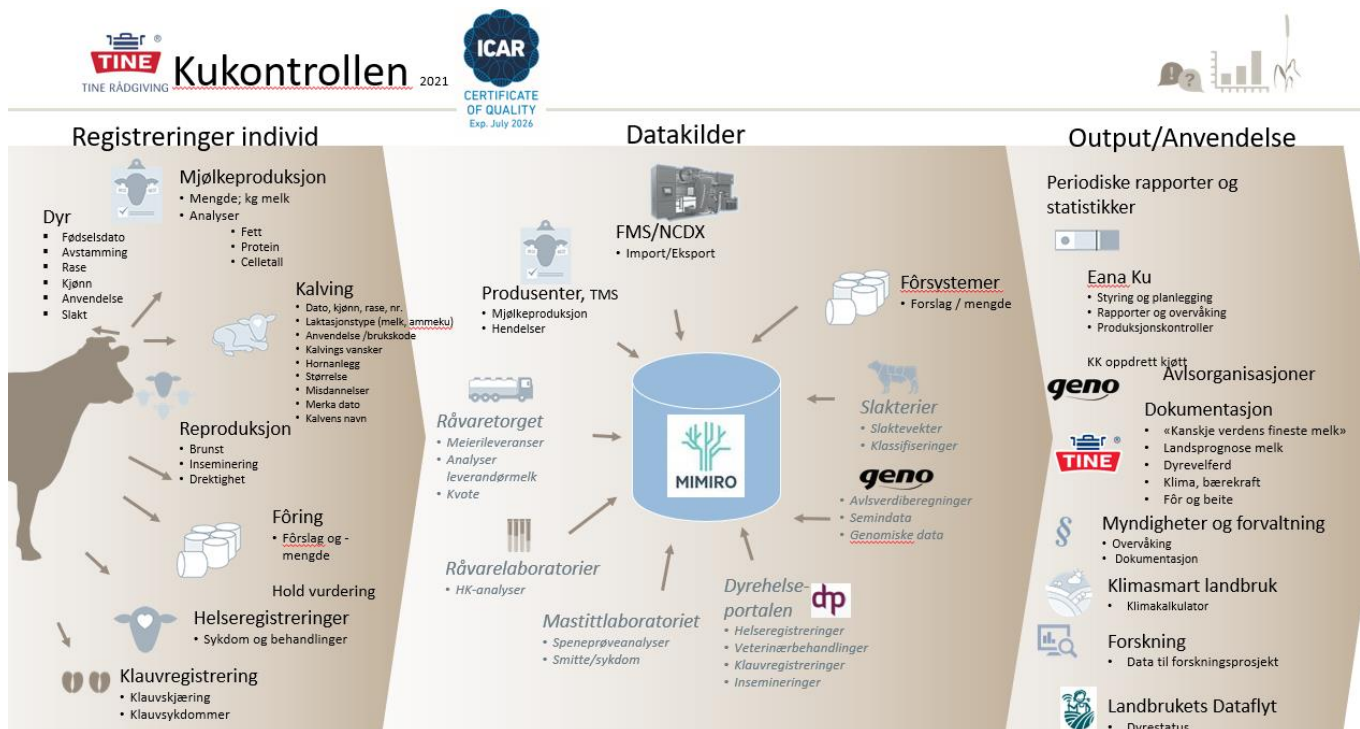 TINE ®
TINE RÅDGIVING
Kukontrollen 2021
ICAR
CERTIFICATE
OF QUALITY
Exp. July 2026
! ?
Registreringer individ
Mjølkeproduksjon
• Mengde; kg melk
• Analyser
• Fett
• Protein
• Celletall
Dyr
▪ Fødselsdato
▪ Avstamming
▪ Rase
▪ Kjønn
▪ Anvendelse
▪ Slakt
Kalving
• Dato, kjønn, rase, nr.
• Laktasjonstype (melk, ammeku)
• Anvendelse /brukskode
• Kalvings vansker
• Hornanlegg
• Størrelse
• Misdannelser
• Merka dato
• Kalvens navn
Reproduksjon
• Brunst
• Inseminering
• Drektighet
Fôring
• Fôrslag og -
mengde
Hold vurdering
Helseregistreringer
• Sykdom og behandlinger
Klauvregistrering
• Klauvskjæring
• Klauvsykdommer
Datakilder
FMS/NCDX
• Import/Eksport
Produsenter, TMS
• Mjølkeproduksjon
• Hendelser
Fôrsystemer
• Forslag / mengde
Råvaretorget
• Meierileveranser
• Analyser
leverandørmelk
• Kvote
MIMIRO
Slakterier
• Slaktevekter
• Klassifiseringer
geno
• Avlsverdiberegninger
• Semindata
• Genomiske data
Råvarelaboratorier
• HK-analyser
Mastittlaboratoriet
• Speneprøveanalyser
• Smitte/sykdom
Dyrehelse-
portalen
dp
• Helseregistreringer
• Veterinærbehandlinger
• Klauvregistreringer
• Insemineringer
Output/Anvendelse
Periodiske rapporter og
statistikker
Eana Ku
• Styring og planlegging
• Rapporter og overvåking
• Produksjonskontroller
KK oppdrett kjøtt
geno
Avlsorganisasjoner
Dokumentasjon
• «Kanskje verdens fineste melk»
• Landsprognose melk
• Dyrevelferd
• Klima, bærekraft
• Fôr og beite
TINE ®
§
Myndigheter og forvaltning
• Overvåking
• Dokumentasjon
Klimasmart landbruk
• Klimakalkulator
Forskning
• Data til forskningsprosjekt
Landbrukets Dataflyt
• Dyrestatus